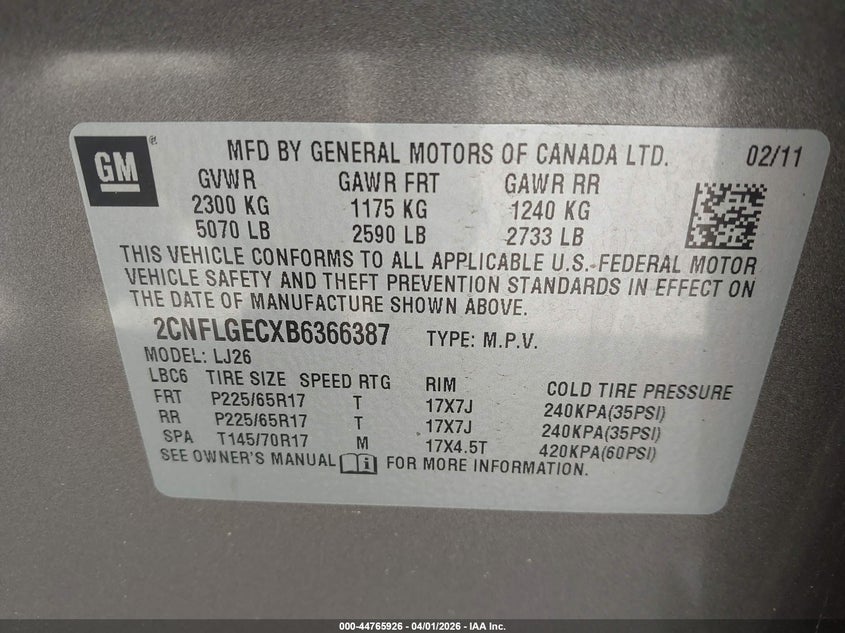 GM ®
MFD BY GENERAL MOTORS OF CANADA LTD. 02/11
GVWR GAWR FRT GAWR RR
2300 KG 1175 KG 1240 KG
5070 LB 2590 LB 2733 LB
THIS VEHICLE CONFORMS TO ALL APPLICABLE U.S.-FEDERAL MOTOR
VEHICLE SAFETY AND THEFT PREVENTION STANDARDS IN EFFECT ON
THE DATE OF MANUFACTURE SHOWN ABOVE.
2CNFLGECXB6366387 TYPE: M.P.V.
MODEL: LJ26
LBC6 TIRE SIZE SPEED RTG RIM COLD TIRE PRESSURE
FRT P225/65R17 T 17X7J 240KPA(35PSI)
RR P225/65R17 T 17X7J 240KPA(35PSI)
SPA T145/70R17 M 17X4.5T 420KPA(60PSI)
SEE OWNER'S MANUAL i FOR MORE INFORMATION.
000-44765926 - 04/01/2026 - IAA Inc.